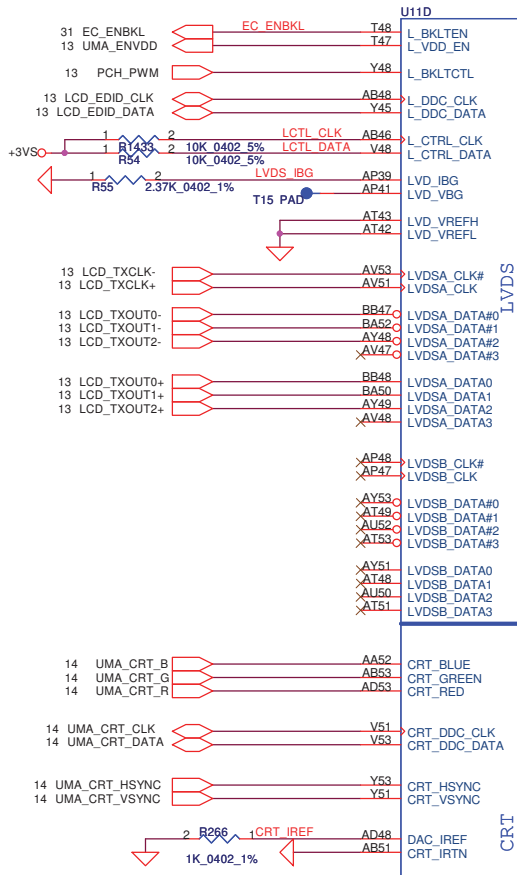 U11D
31 EC_ENBKL EC_ENBKL T48 L_BKLTEN
13 UMA_ENVDD T47 L_VDD_EN
13 PCH_PWM Y48 L_BKLTCTL
13 LCD_EDID_CLK AB48 L_DDC_CLK
13 LCD_EDID_DATA Y45 L_DDC_DATA
+3VS 1 R1433 2 10K_0402_5% LCTL_CLK AB46 L_CTRL_CLK
1 R54 2 10K_0402_5% LCTL_DATA V48 L_CTRL_DATA
1 R55 2 2.37K_0402_1% LVDS_IBG AP39 LVD_IBG
T15 PAD AP41 LVD_VBG
AT43 LVD_VREFH
AT42 LVD_VREFL
LVDS
13 LCD_TXCLK- AV53 LVDSA_CLK#
13 LCD_TXCLK+ AV51 LVDSA_CLK
13 LCD_TXOUT0- BB47 LVDSA_DATA#0
13 LCD_TXOUT1- BA52 LVDSA_DATA#1
13 LCD_TXOUT2- AY48 LVDSA_DATA#2
AV47 LVDSA_DATA#3
13 LCD_TXOUT0+ BB48 LVDSA_DATA0
13 LCD_TXOUT1+ BA50 LVDSA_DATA1
13 LCD_TXOUT2+ AY49 LVDSA_DATA2
AV48 LVDSA_DATA3
AP48 LVDSB_CLK#
AP47 LVDSB_CLK
AY53 LVDSB_DATA#0
AT49 LVDSB_DATA#1
AU52 LVDSB_DATA#2
AT53 LVDSB_DATA#3
AY51 LVDSB_DATA0
AT48 LVDSB_DATA1
AU50 LVDSB_DATA2
AT51 LVDSB_DATA3
14 UMA_CRT_B AA52 CRT_BLUE
14 UMA_CRT_G AB53 CRT_GREEN
14 UMA_CRT_R AD53 CRT_RED
14 UMA_CRT_CLK V51 CRT_DDC_CLK
14 UMA_CRT_DATA V53 CRT_DDC_DATA
14 UMA_CRT_HSYNC Y53 CRT_HSYNC
14 UMA_CRT_VSYNC Y51 CRT_VSYNC
CRT
2 R266 1 CRT_IREF AD48 DAC_IREF
1K_0402_1% AB51 CRT_IRTN